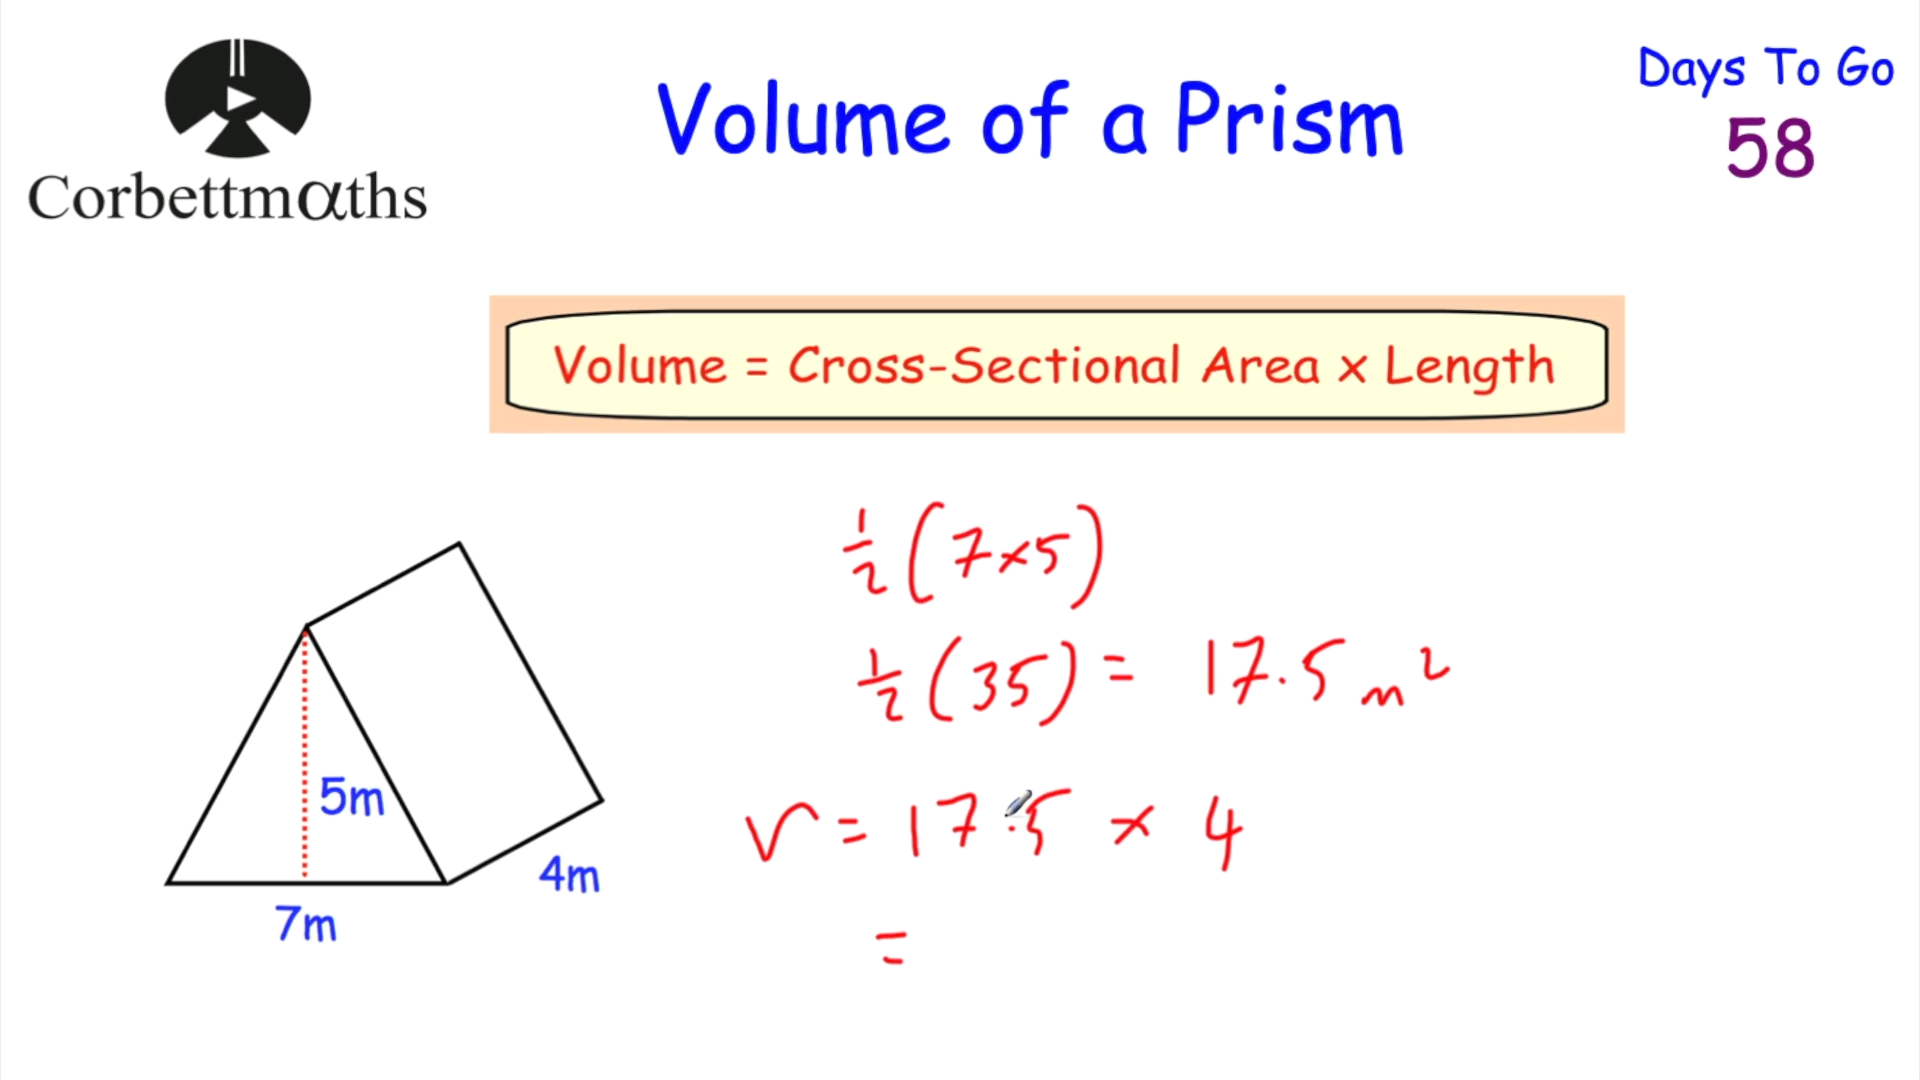 Corbettmαths
Volume of a Prism
Days To Go
58
Volume = Cross-Sectional Area x Length
½(7×5)
½(35) = 17.5 m²
V = 17.5 × 4
=
5m
4m
7m